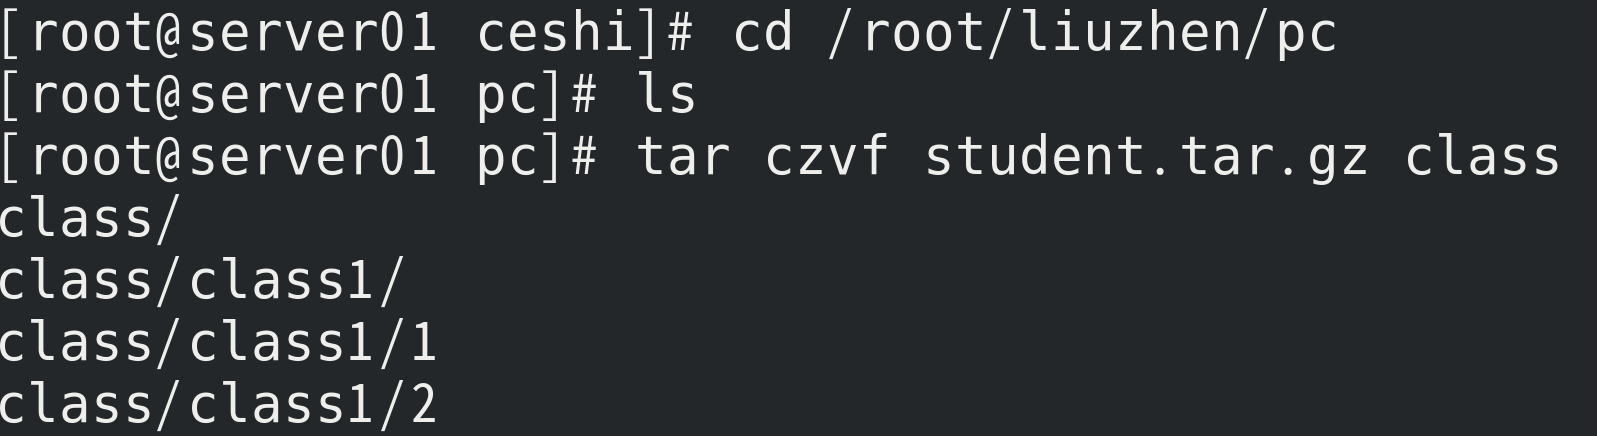 [root@server01 ceshi]# cd /root/liuzhen/pc
[root@server01 pc]# ls
[root@server01 pc]# tar czvf student.tar.gz class
class/
class/class1/
class/class1/1
class/class1/2